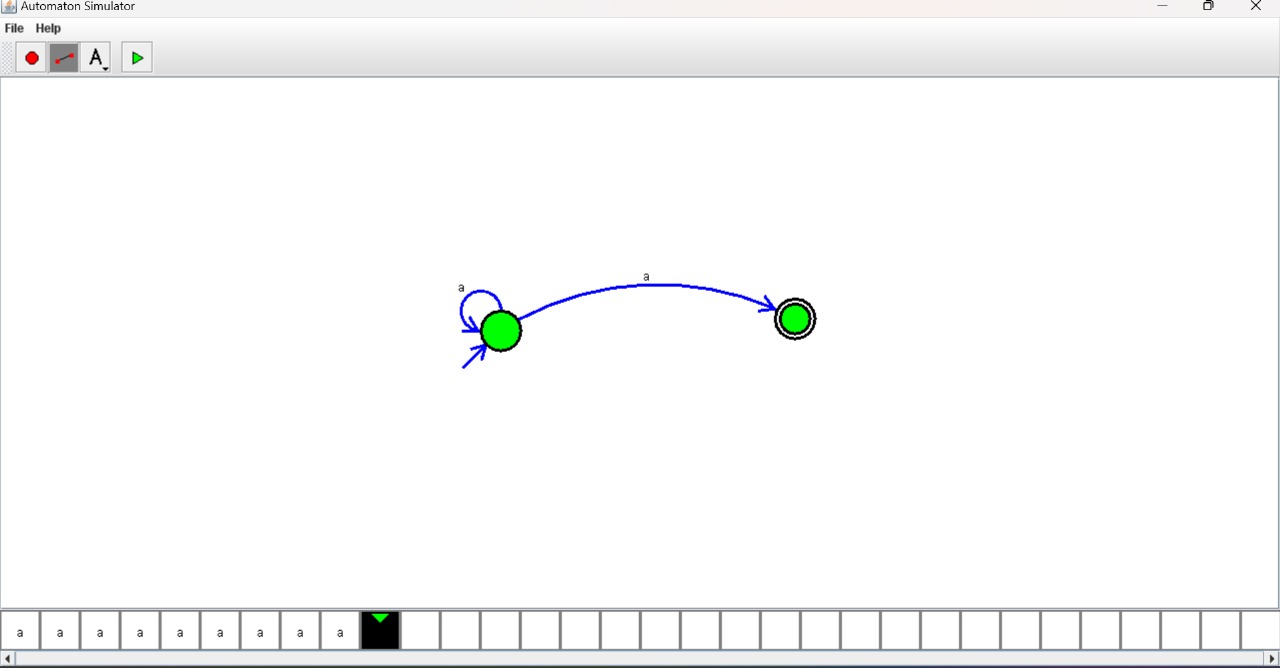 Automaton Simulator
File Help
A
a
a
a a a a a a a a a